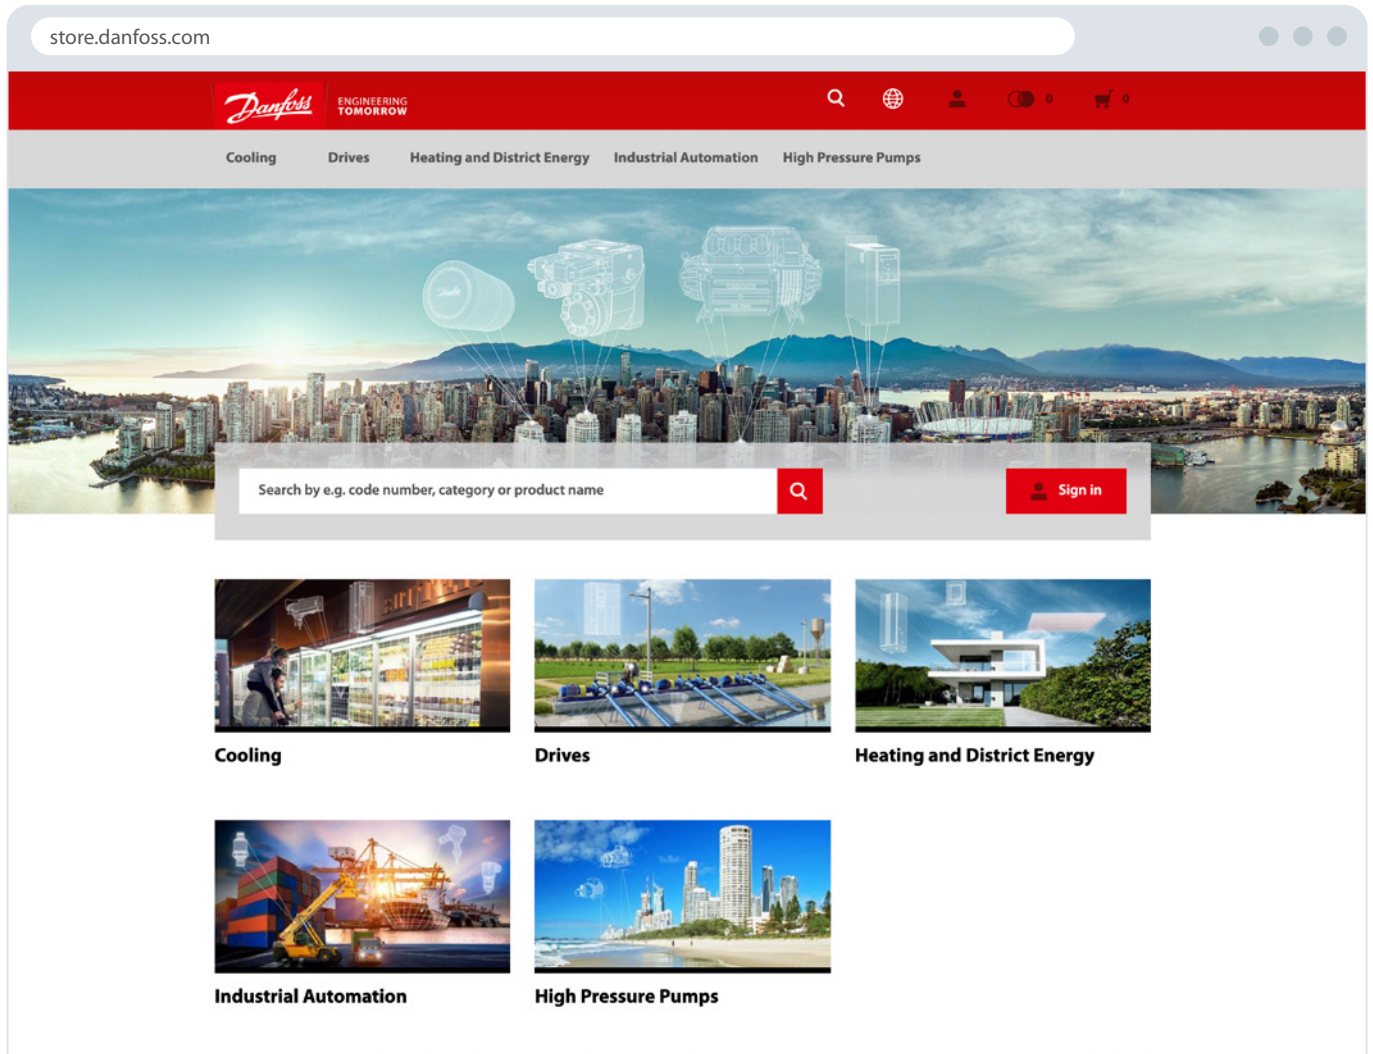 store.danfoss.com
Danfoss
ENGINEERING
TOMORROW
0
0
Cooling
Drives
Heating and District Energy
Industrial Automation
High Pressure Pumps
Danfoss
Search by e.g. code number, category or product name
Sign in
Cooling
Drives
Heating and District Energy
Industrial Automation
High Pressure Pumps